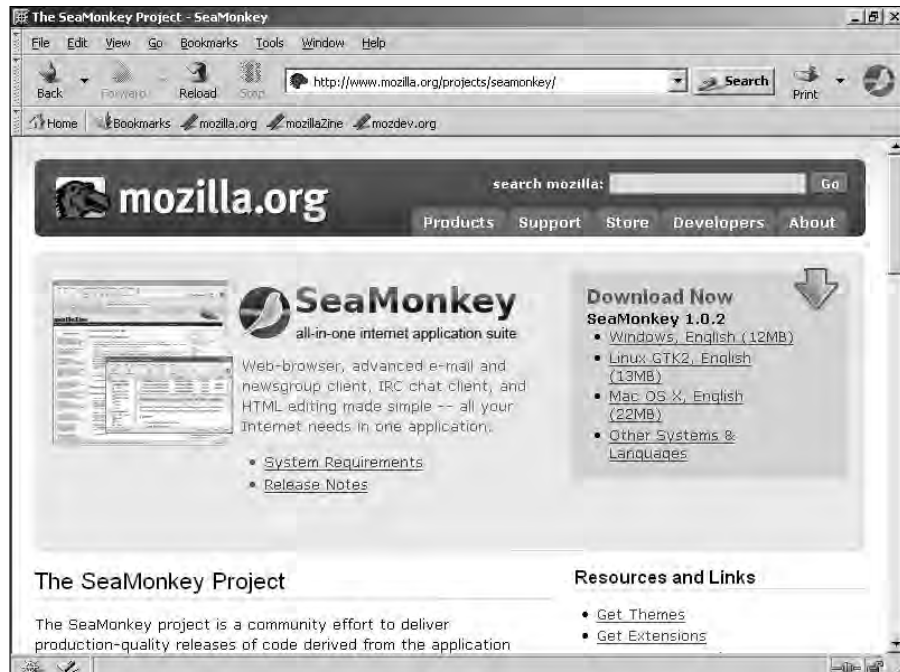 The SeaMonkey Project - SeaMonkey
File Edit View Go Bookmarks Tools Window Help
Back Forward Reload Stop http://www.mozilla.org/projects/seamonkey/ Search Print
Home Bookmarks mozilla.org mozillaZine mozdev.org
mozilla.org
search mozilla: Go
Products Support Store Developers About
SeaMonkey
all-in-one internet application suite
Web-browser, advanced e-mail and
newsgroup client, IRC chat client, and
HTML editing made simple -- all your
Internet needs in one application.
• System Requirements
• Release Notes
Download Now
SeaMonkey 1.0.2
• Windows, English (12MB)
• Linux GTK2, English
(13MB)
• Mac OS X, English
(22MB)
• Other Systems &
Languages
The SeaMonkey Project
The SeaMonkey project is a community effort to deliver
production-quality releases of code derived from the application
Resources and Links
• Get Themes
• Get Extensions